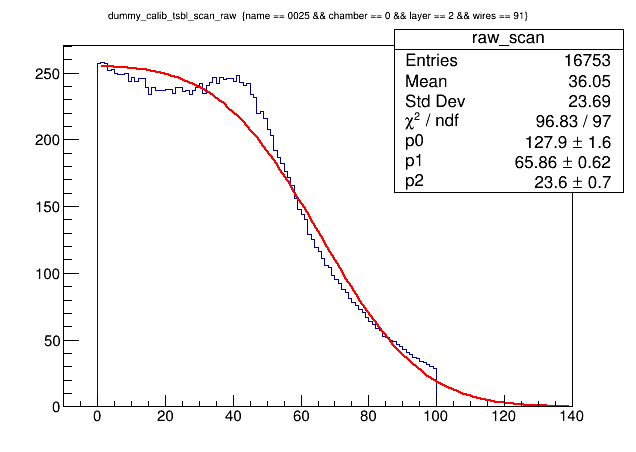 dummy_calib_tsbl_scan_raw {name == 0025 && chamber == 0 && layer == 2 && wires == 91}
raw_scan
Entries 16753
Mean 36.05
Std Dev 23.69
χ² / ndf 96.83 / 97
p0 127.9 ± 1.6
p1 65.86 ± 0.62
p2 23.6 ± 0.7
250
200
150
100
50
0
0 20 40 60 80 100 120 140